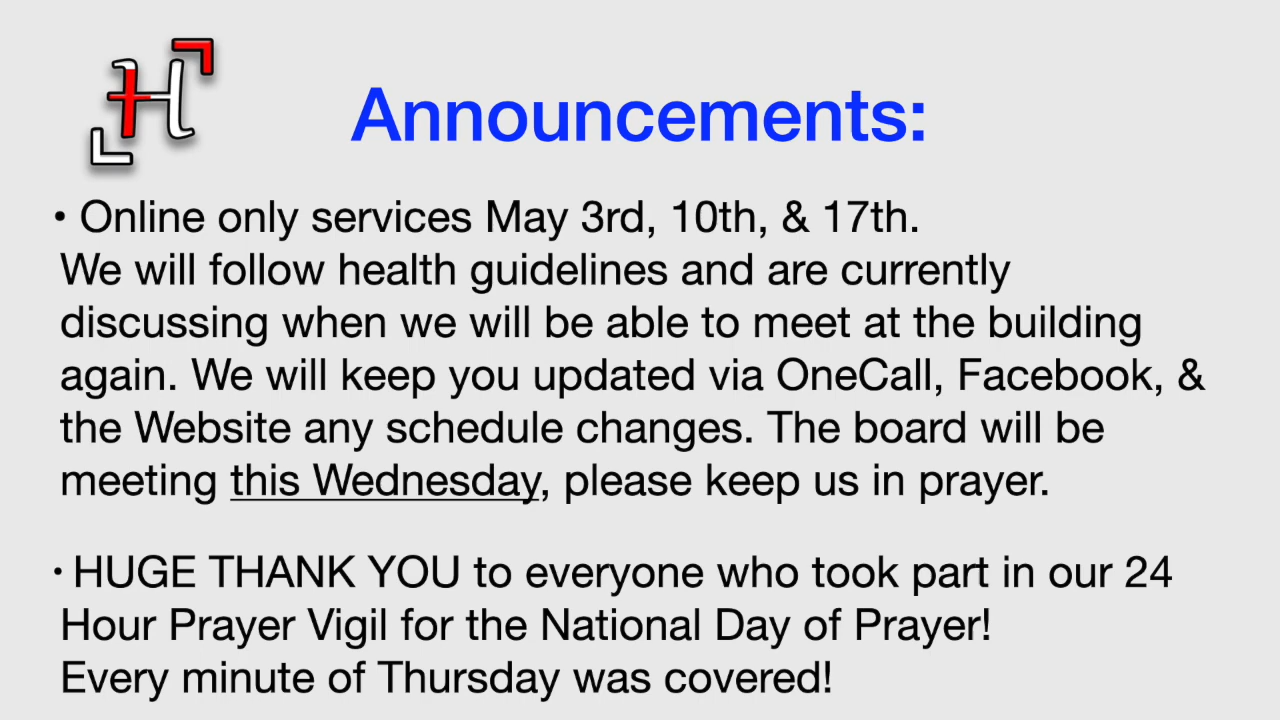 H
Announcements:
• Online only services May 3rd, 10th, & 17th.
We will follow health guidelines and are currently
discussing when we will be able to meet at the building
again. We will keep you updated via OneCall, Facebook, &
the Website any schedule changes. The board will be
meeting this Wednesday, please keep us in prayer.
• HUGE THANK YOU to everyone who took part in our 24
Hour Prayer Vigil for the National Day of Prayer!
Every minute of Thursday was covered!